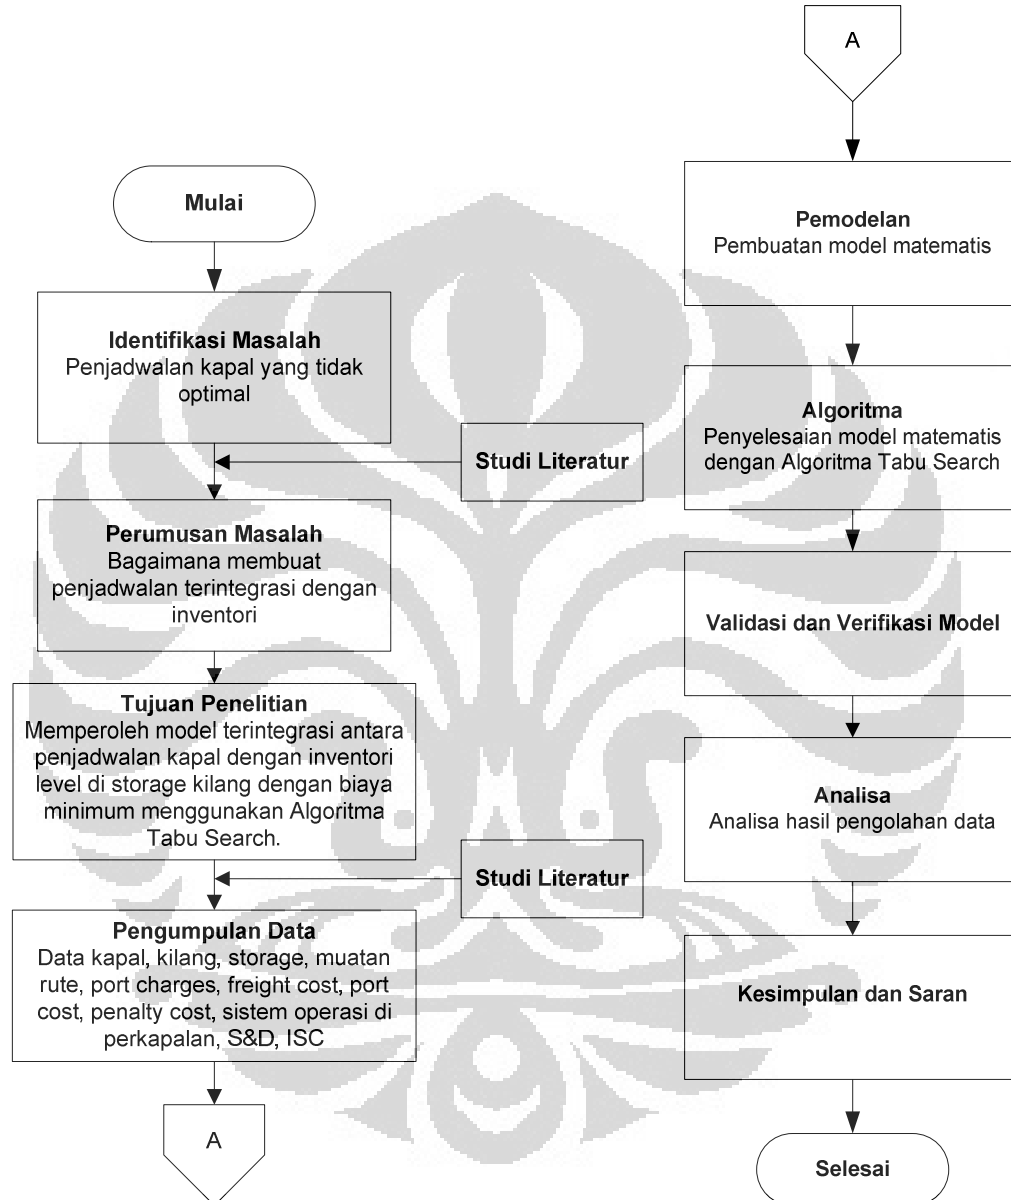 Mulai
Identifikasi Masalah
Penjadwalan kapal yang tidak
optimal
Studi Literatur
Perumusan Masalah
Bagaimana membuat
penjadwalan terintegrasi dengan
inventori
Tujuan Penelitian
Memperoleh model terintegrasi antara
penjadwalan kapal dengan inventori
level di storage kilang dengan biaya
minimum menggunakan Algoritma
Tabu Search.
Studi Literatur
Pengumpulan Data
Data kapal, kilang, storage, muatan
rute, port charges, freight cost, port
cost, penalty cost, sistem operasi di
perkapalan, S&D, ISC
A
A
Pemodelan
Pembuatan model matematis
Algoritma
Penyelesaian model matematis
dengan Algoritma Tabu Search
Validasi dan Verifikasi Model
Analisa
Analisa hasil pengolahan data
Kesimpulan dan Saran
Selesai